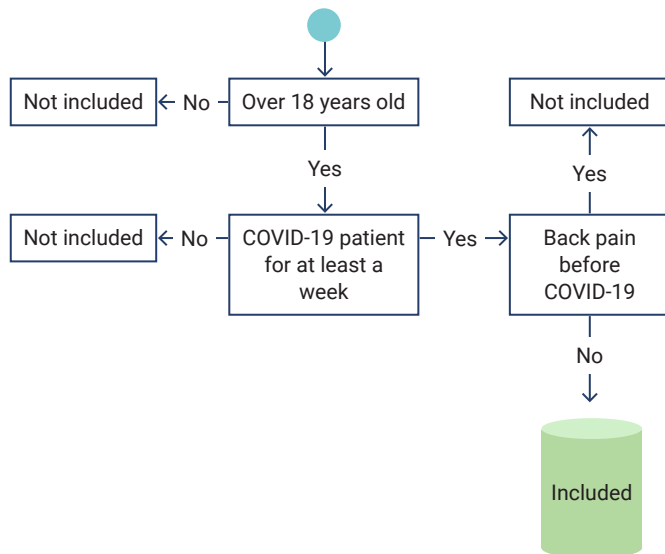 Not included
No
Over 18 years old
Not included
Yes
Yes
Not included
No
COVID-19 patient
for at least a
week
Yes
Back pain
before
COVID-19
No
Included